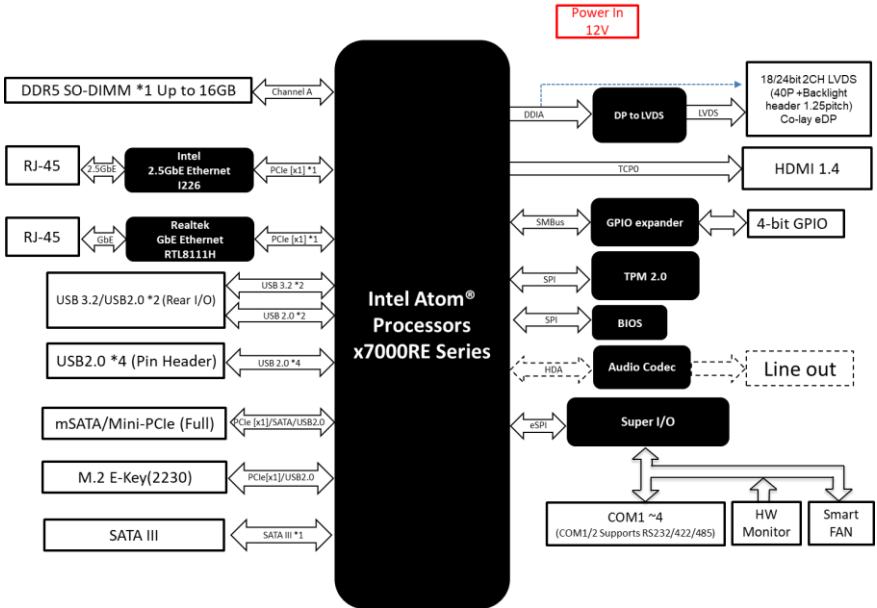 Power In
12V
DDR5 SO-DIMM *1 Up to 16GB
Channel A
RJ-45
2.5GbE
Intel
2.5GbE Ethernet
I226
PCIe [x1] *1
RJ-45
GbE
Realtek
GbE Ethernet
RTL8111H
PCIe [x1] *1
USB 3.2/USB2.0 *2 (Rear I/O)
USB 3.2 *2
USB 2.0 *2
USB2.0 *4 (Pin Header)
USB 2.0 *4
mSATA/Mini-PCIe (Full)
PCIe [x1]/SATA/USB2.0
M.2 E-Key(2230)
PCIe[x1]/USB2.0
SATA III
SATA III *1
Intel Atom®
Processors
x7000RE Series
DDIA
DP to LVDS
LVDS
18/24bit 2CH LVDS
(40P +Backlight
header 1.25pitch)
Co-lay eDP
TCP0
HDMI 1.4
SMBus
GPIO expander
4-bit GPIO
SPI
TPM 2.0
SPI
BIOS
HDA
Audio Codec
Line out
eSPI
Super I/O
COM1 ~4
(COM1/2 Supports RS232/422/485)
HW
Monitor
Smart
FAN